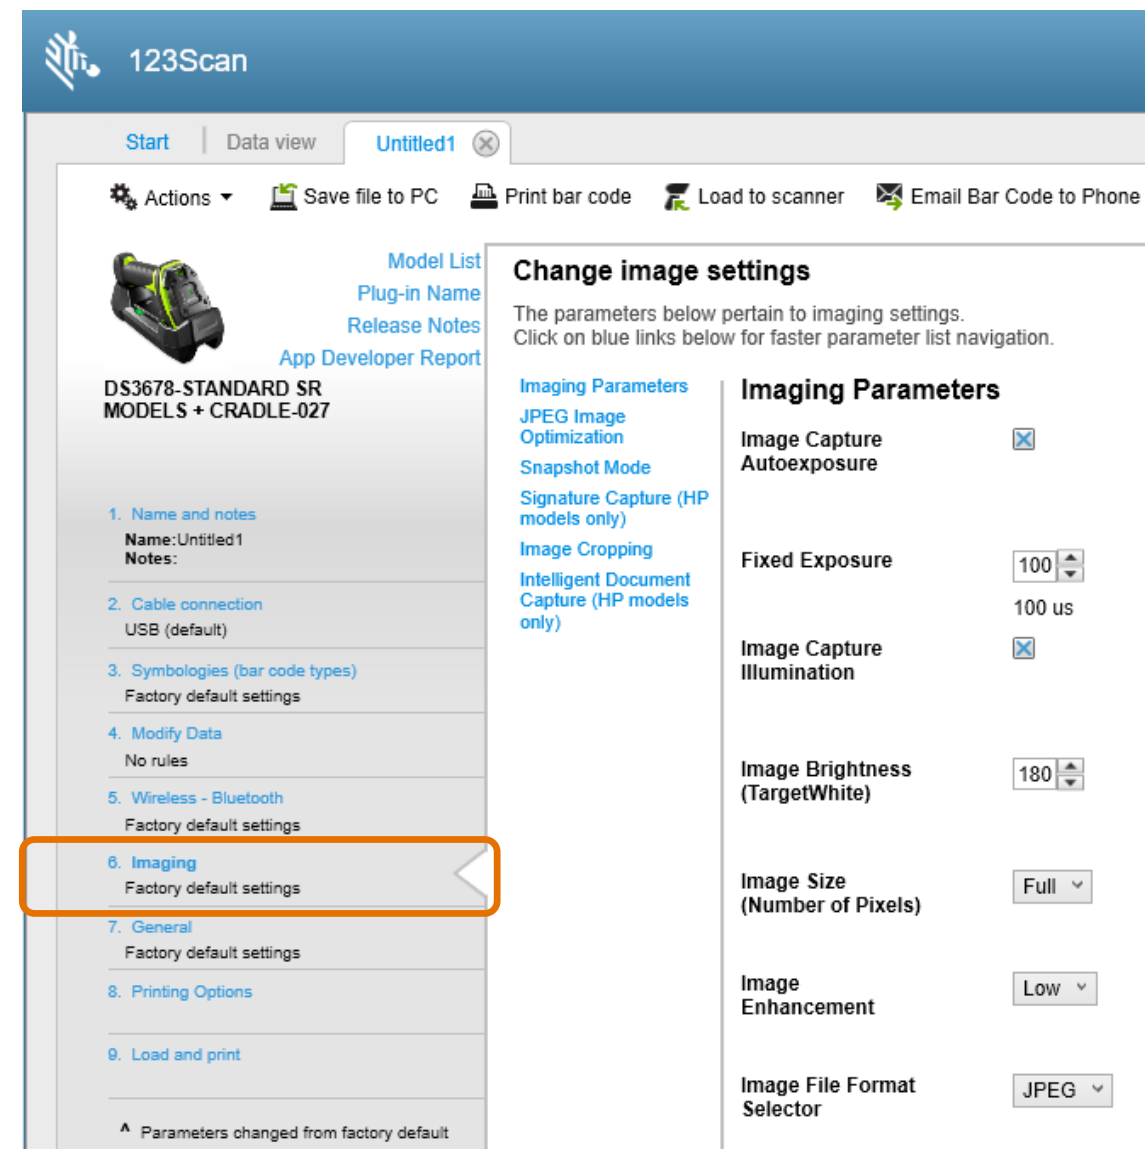 123Scan
Start
Data view
Untitled1
Actions
Save file to PC
Print bar code
Load to scanner
Email Bar Code to Phone
Model List
Plug-in Name
Release Notes
App Developer Report
DS3678-STANDARD SR
MODELS + CRADLE-027
1. Name and notes
Name:Untitled1
Notes:
2. Cable connection
USB (default)
3. Symbologies (bar code types)
Factory default settings
4. Modify Data
No rules
5. Wireless - Bluetooth
Factory default settings
6. Imaging
Factory default settings
7. General
Factory default settings
8. Printing Options
9. Load and print
^ Parameters changed from factory default
Change image settings
The parameters below pertain to imaging settings.
Click on blue links below for faster parameter list navigation.
Imaging Parameters
JPEG Image
Optimization
Snapshot Mode
Signature Capture (HP
models only)
Image Cropping
Intelligent Document
Capture (HP models
only)
Imaging Parameters
Image Capture
Autoexposure
Fixed Exposure
100
100 us
Image Capture
Illumination
Image Brightness
(TargetWhite)
180
Image Size
(Number of Pixels)
Full
Image
Enhancement
Low
Image File Format
Selector
JPEG